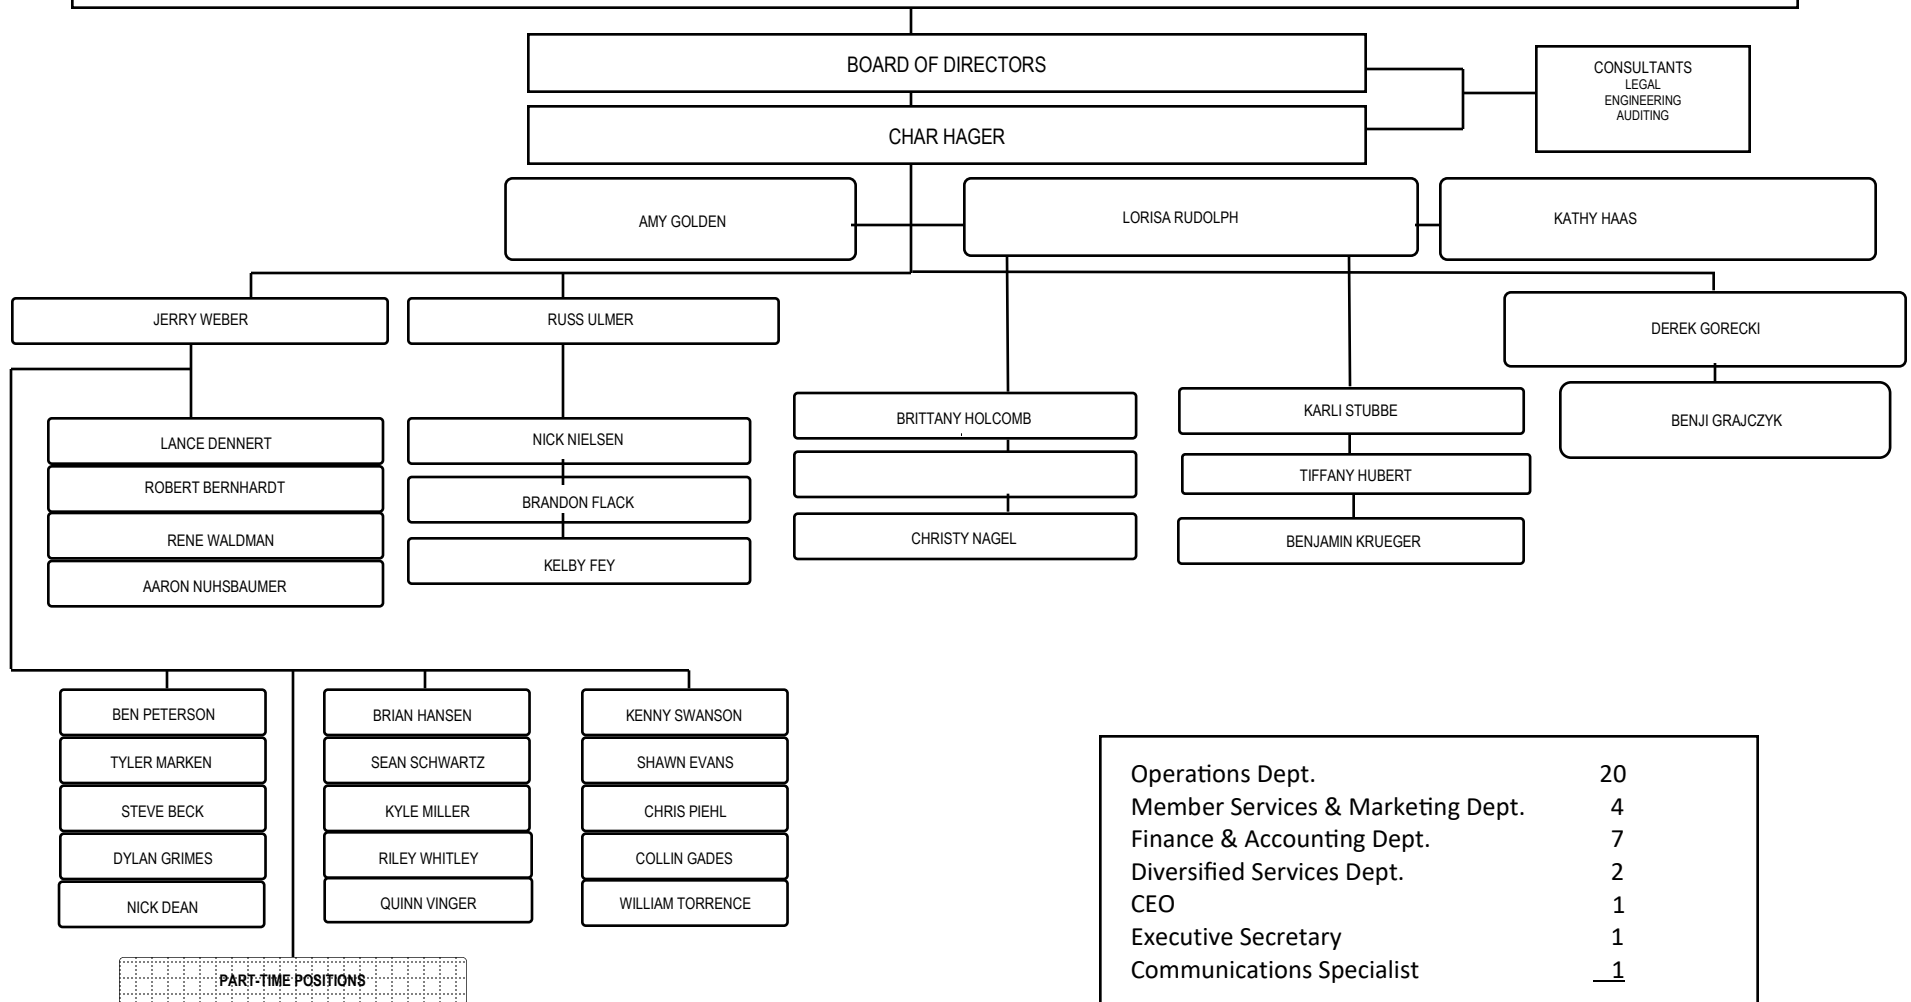 BOARD OF DIRECTORS
CONSULTANTS
LEGAL
ENGINEERING
AUDITING
CHAR HAGER
AMY GOLDEN
LORISA RUDOLPH
KATHY HAAS
JERRY WEBER
RUSS ULMER
DEREK GORECKI
LANCE DENNERT
ROBERT BERNHARDT
RENE WALDMAN
AARON NUHSBAUMER
NICK NIELSEN
BRANDON FLACK
KELBY FEY
BRITTANY HOLCOMB
CHRISTY NAGEL
KARLI STUBBE
TIFFANY HUBERT
BENJAMIN KRUEGER
BENJI GRAJCZYK
BEN PETERSON
TYLER MARKEN
STEVE BECK
DYLAN GRIMES
NICK DEAN
BRIAN HANSEN
SEAN SCHWARTZ
KYLE MILLER
RILEY WHITLEY
QUINN VINGER
KENNY SWANSON
SHAWN EVANS
CHRIS PIEHL
COLLIN GADES
WILLIAM TORRENCE
PART-TIME POSITIONS
Operations Dept. 20
Member Services & Marketing Dept. 4
Finance & Accounting Dept. 7
Diversified Services Dept. 2
CEO 1
Executive Secretary 1
Communications Specialist 1